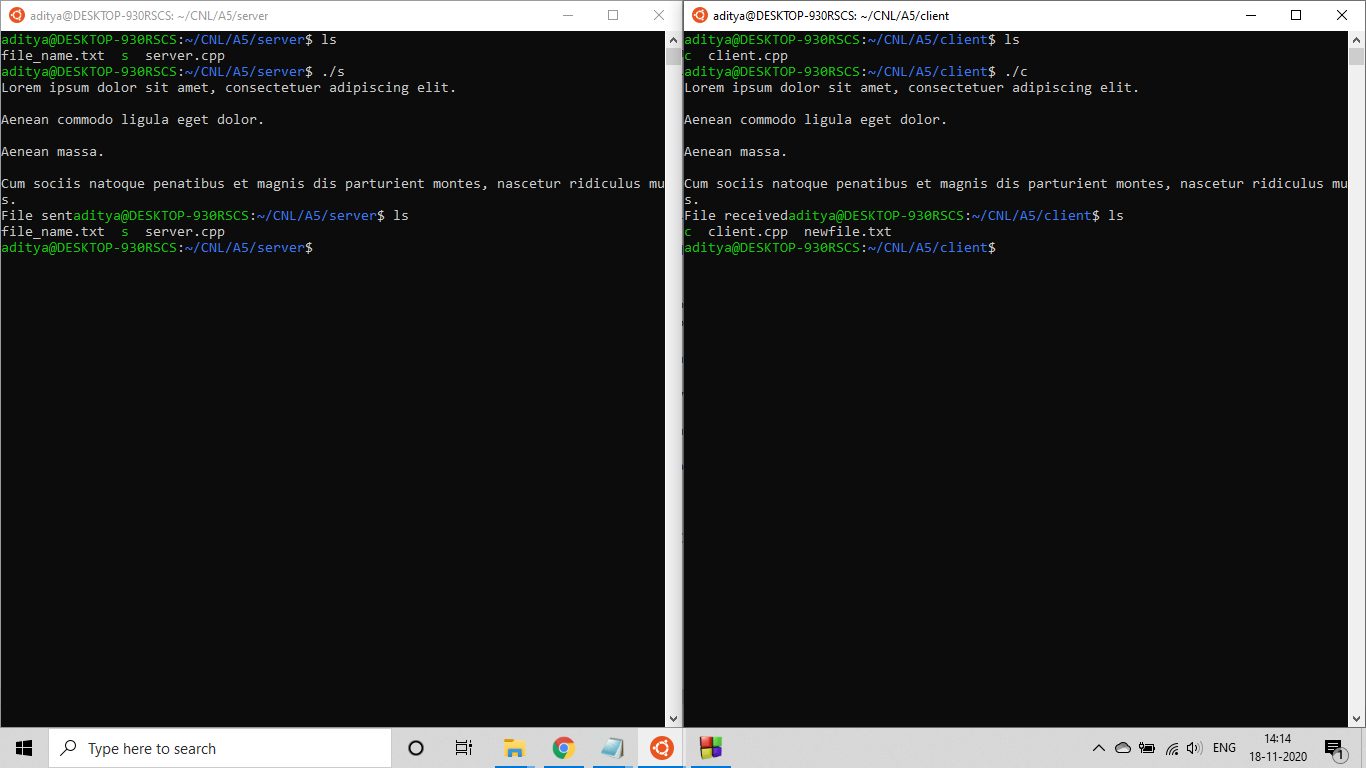 aditya@DESKTOP-930RSCS: ~/CNL/A5/server
aditya@DESKTOP-930RSCS:~/CNL/A5/server$ ls
file_name.txt  s  server.cpp
aditya@DESKTOP-930RSCS:~/CNL/A5/server$ ./s
Lorem ipsum dolor sit amet, consectetuer adipiscing elit.
Aenean commodo ligula eget dolor.
Aenean massa.
Cum sociis natoque penatibus et magnis dis parturient montes, nascetur ridiculus mu
s.
File sentaditya@DESKTOP-930RSCS:~/CNL/A5/server$ ls
file_name.txt  s  server.cpp
aditya@DESKTOP-930RSCS:~/CNL/A5/server$
aditya@DESKTOP-930RSCS: ~/CNL/A5/client
aditya@DESKTOP-930RSCS:~/CNL/A5/client$ ls
c  client.cpp
aditya@DESKTOP-930RSCS:~/CNL/A5/client$ ./c
Lorem ipsum dolor sit amet, consectetuer adipiscing elit.
Aenean commodo ligula eget dolor.
Aenean massa.
Cum sociis natoque penatibus et magnis dis parturient montes, nascetur ridiculus mu
s.
File receivedaditya@DESKTOP-930RSCS:~/CNL/A5/client$ ls
c  client.cpp  newfile.txt
aditya@DESKTOP-930RSCS:~/CNL/A5/client$
Type here to search
ENG
14:14
18-11-2020
1